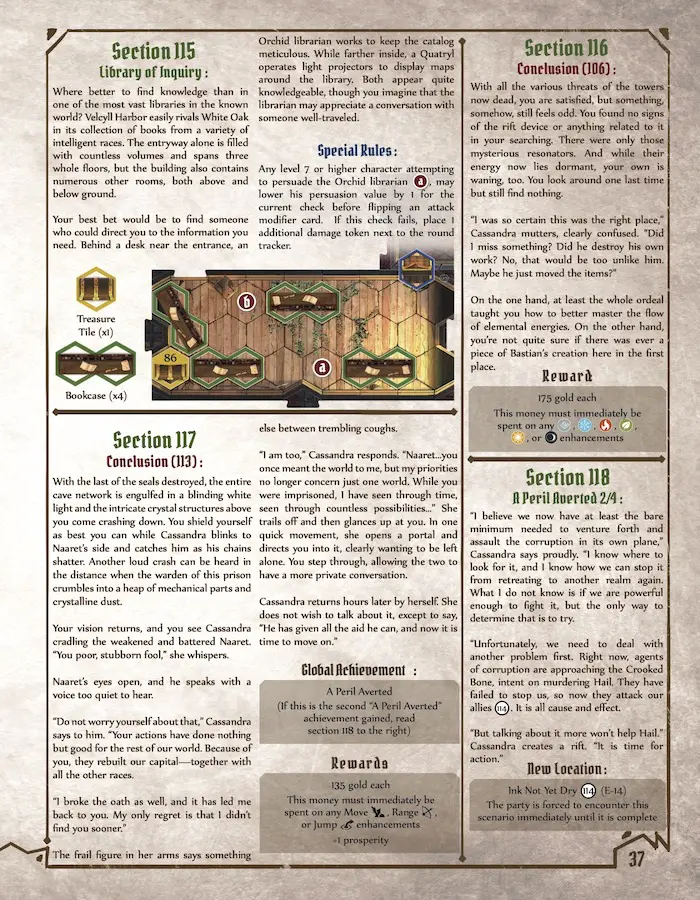 Section 115
Library of Inquiry :
Where better to find knowledge than in
one of the most vast libraries in the known
world? Velcyll Harbor easily rivals White Oak
in its collection of books from a variety of
intelligent races. The entryway alone is filled
with countless volumes and spans three
whole floors, but the building also contains
numerous other rooms, both above and
below ground.
Your best bet would be to find someone
who could direct you to the information you
need. Behind a desk near the entrance, an
Orchid librarian works to keep the catalog
meticulous. While farther inside, a Quatryl
operates light projectors to display maps
around the library. Both appear quite
knowledgeable, though you imagine that the
librarian may appreciate a conversation with
someone well-traveled.
Special Rules :
Any level 7 or higher character attempting
to persuade the Orchid librarian a, may
lower his persuasion value by 1 for the
current check before flipping an attack
modifier card. If this check fails, place 1
additional damage token next to the round
tracker.
Treasure
Tile (x1)
Bookcase (x4)
b
86
a
Section 116
Conclusion (106) :
With all the various threats of the towers
now dead, you are satisfied, but something,
somehow, still feels odd. You found no signs
of the rift device or anything related to it
in your searching. There were only those
mysterious resonators. And while their
energy now lies dormant, your own is
waning, too. You look around one last time
but still find nothing.
“I was so certain this was the right place,”
Cassandra mutters, clearly confused. “Did
I miss something? Did he destroy his own
work? No, that would be too unlike him.
Maybe he just moved the items?”
On the one hand, at least the whole ordeal
taught you how to better master the flow
of elemental energies. On the other hand,
you’re not quite sure if there was ever a
piece of Bastian’s creation here in the first
place.
Reward
175 gold each
This money must immediately be
spent on any , , , ,
, or enhancements
Section 117
Conclusion (113) :
With the last of the seals destroyed, the entire
cave network is engulfed in a blinding white
light and the intricate crystal structures above
you come crashing down. You shield yourself
as best you can while Cassandra blinks to
Naaret’s side and catches him as his chains
shatter. Another loud crash can be heard in
the distance when the warden of this prison
crumbles into a heap of mechanical parts and
crystalline dust.
Your vision returns, and you see Cassandra
cradling the weakened and battered Naaret.
“You poor, stubborn fool,” she whispers.
Naaret’s eyes open, and he speaks with a
voice too quiet to hear.
“Do not worry yourself about that,” Cassandra
says to him. “Your actions have done nothing
but good for the rest of our world. Because of
you, they rebuilt our capital—together with
all the other races.
“I broke the oath as well, and it has led me
back to you. My only regret is that I didn’t
find you sooner.”
The frail figure in her arms says something
else between trembling coughs.
“I am too,” Cassandra responds. “Naaret...you
once meant the world to me, but my priorities
no longer concern just one world. While you
were imprisoned, I have seen through time,
seen through countless possibilities...” She
trails off and then glances up at you. In one
quick movement, she opens a portal and
directs you into it, clearly wanting to be left
alone. You step through, allowing the two to
have a more private conversation.
Cassandra returns hours later by herself. She
does not wish to talk about it, except to say,
“He has given all the aid he can, and now it is
time to move on.”
Global Achievement :
A Peril Averted
(If this is the second “A Peril Averted”
achievement gained, read
section 118 to the right)
Rewards
135 gold each
This money must immediately be
spent on any Move , Range ,
or Jump enhancements
+1 prosperity
Section 118
A Peril Averted 2/4 :
“I believe we now have at least the bare
minimum needed to venture forth and
assault the corruption in its own plane,”
Cassandra says proudly. “I know where to
look for it, and I know how we can stop it
from retreating to another realm again.
What I do not know is if we are powerful
enough to fight it, but the only way to
determine that is to try.
“Unfortunately, we need to deal with
another problem first. Right now, agents
of corruption are approaching the Crooked
Bone, intent on murdering Hail. They have
failed to stop us, so now they attack our
allies 114. It is all cause and effect.
“But talking about it more won’t help Hail.”
Cassandra creates a rift. “It is time for
action.”
New Location :
Ink Not Yet Dry 114 (E-14)
The party is forced to encounter this
scenario immediately until it is complete
37